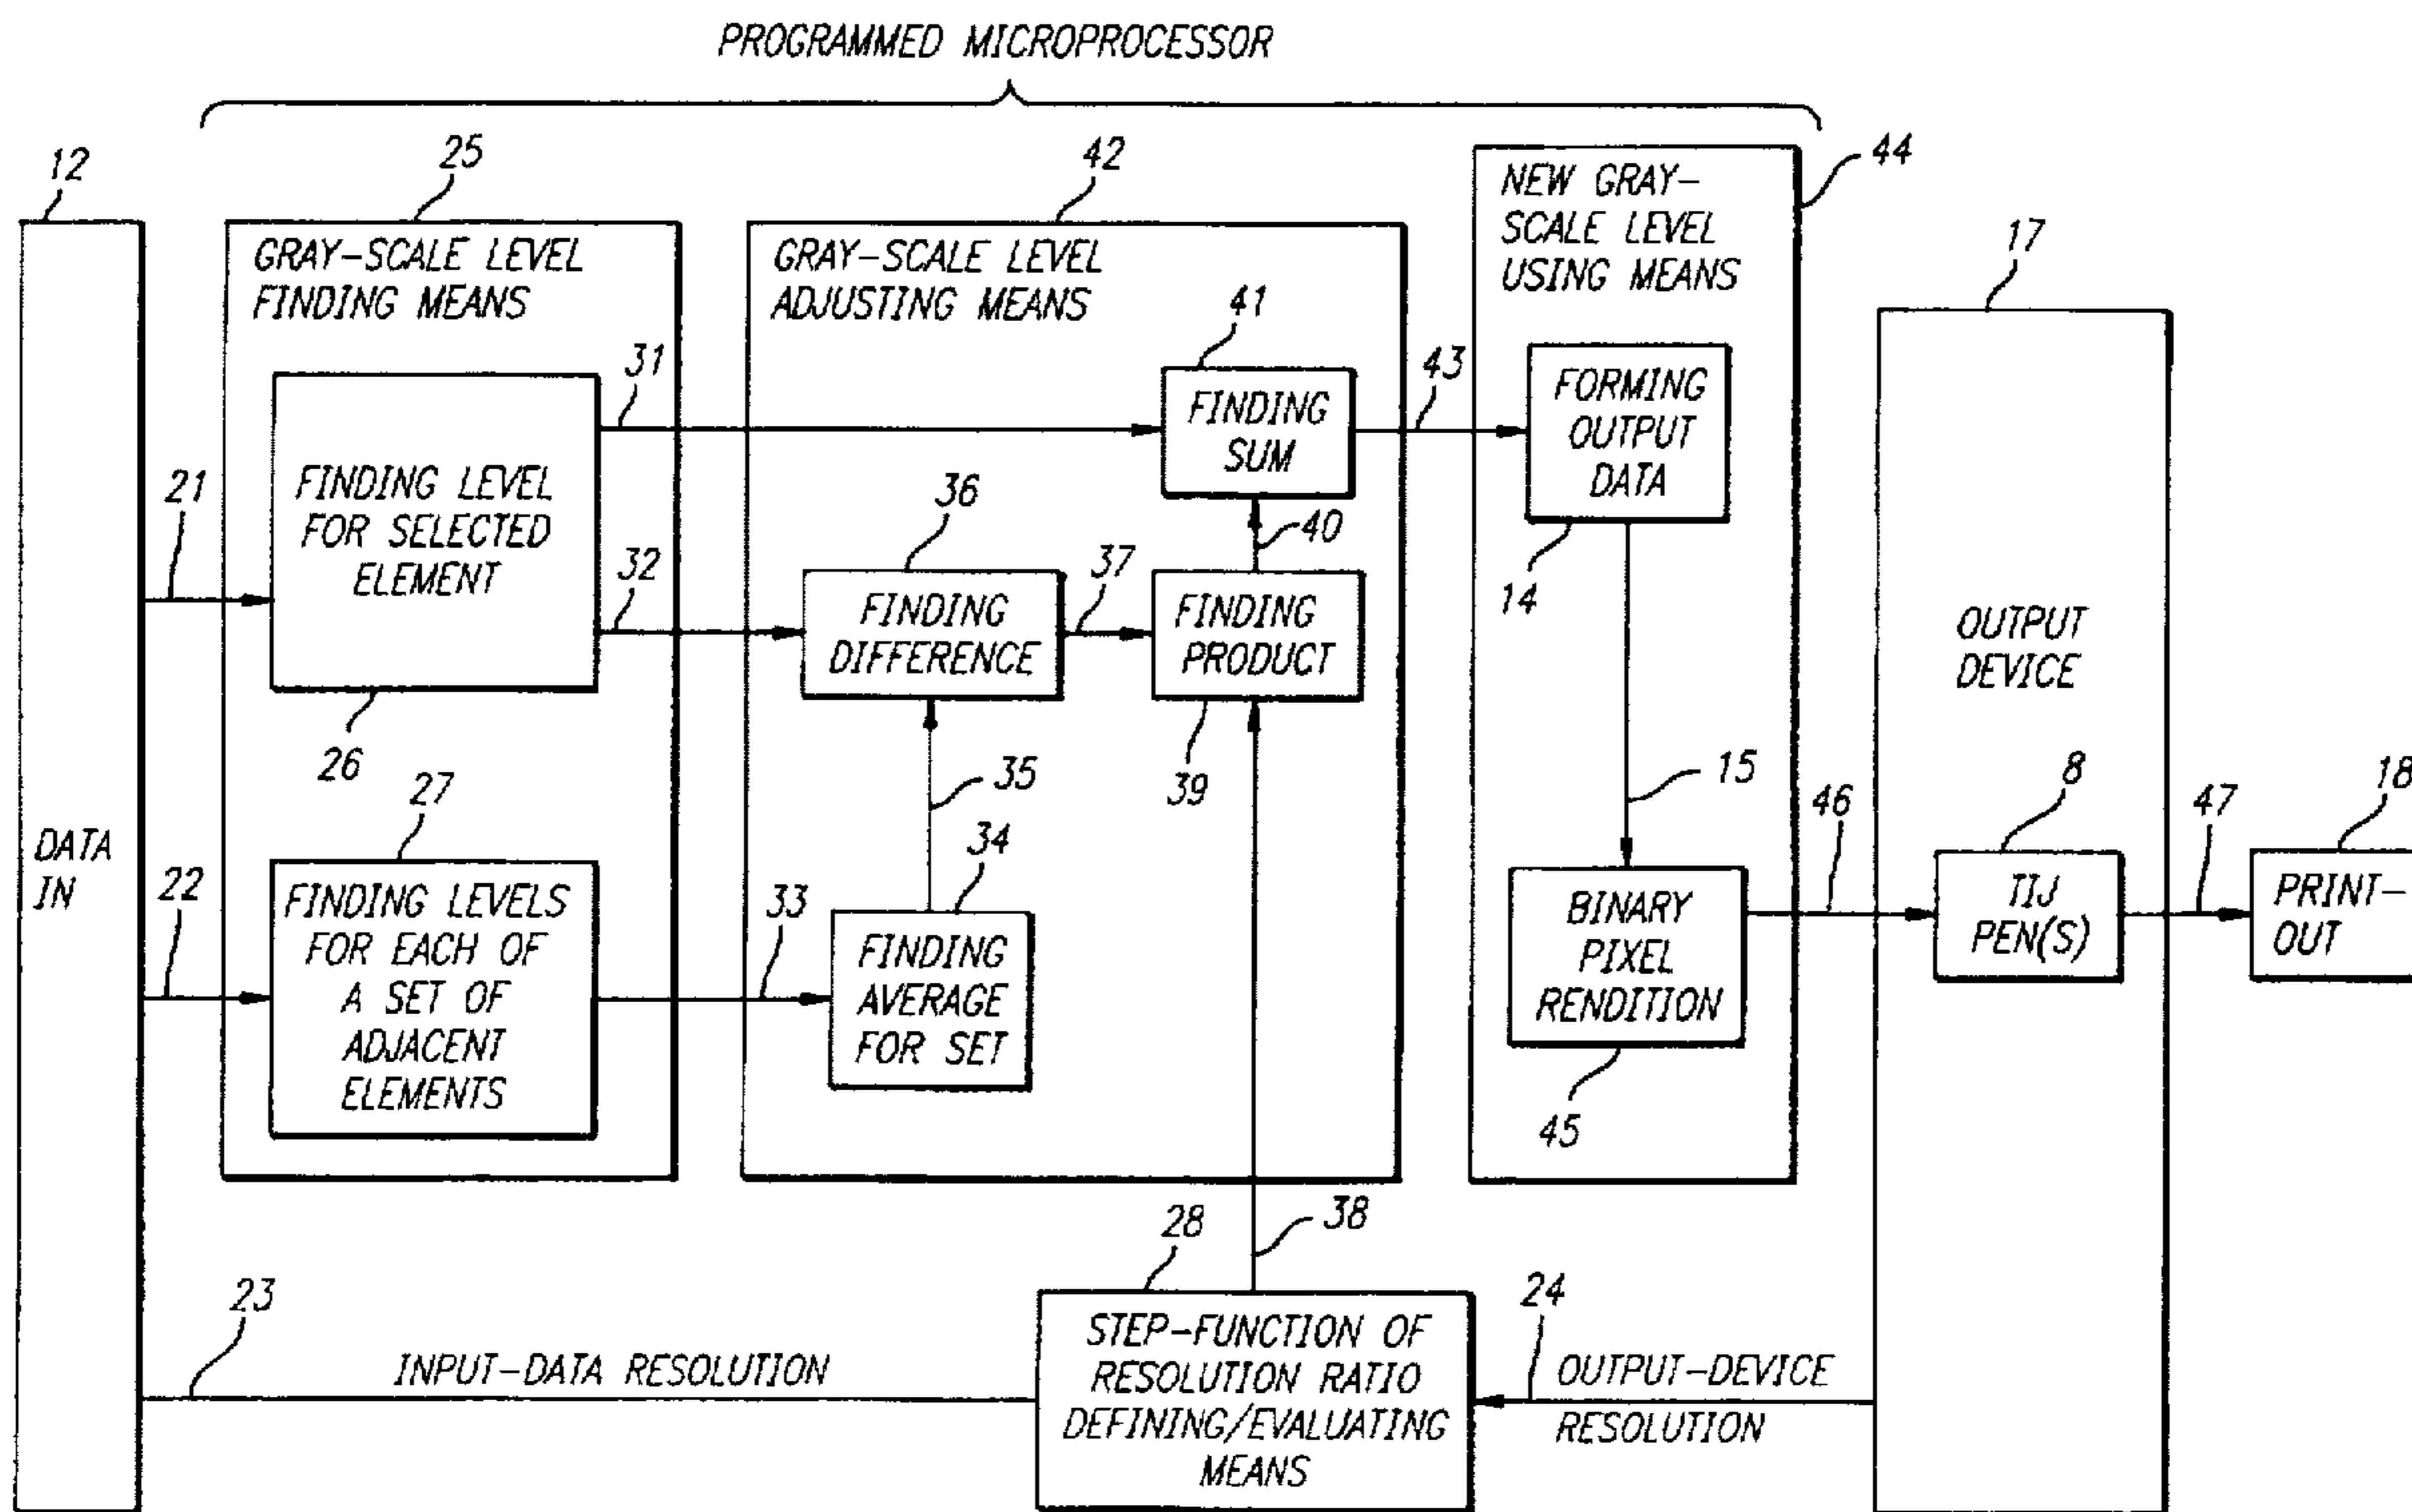 PROGRAMMED MICROPROCESSOR
12
25
42
44
17
DATA
IN
GRAY-SCALE LEVEL
FINDING MEANS
GRAY-SCALE LEVEL
ADJUSTING MEANS
NEW GRAY-
SCALE LEVEL
USING MEANS
21
FINDING LEVEL
FOR SELECTED
ELEMENT
26
31
32
41
FINDING
SUM
43
FORMING
OUTPUT
DATA
14
36
FINDING
DIFFERENCE
37
40
FINDING
PRODUCT
39
OUTPUT
DEVICE
22
27
FINDING LEVELS
FOR EACH OF
A SET OF
ADJACENT
ELEMENTS
33
35
34
FINDING
AVERAGE
FOR SET
15
BINARY
PIXEL
RENDITION
45
46
8
TIJ
PEN(S)
47
18
PRINT-
OUT
23
INPUT-DATA RESOLUTION
28
38
STEP-FUNCTION OF
RESOLUTION RATIO
DEFINING/EVALUATING
MEANS
24
OUTPUT-DEVICE
RESOLUTION